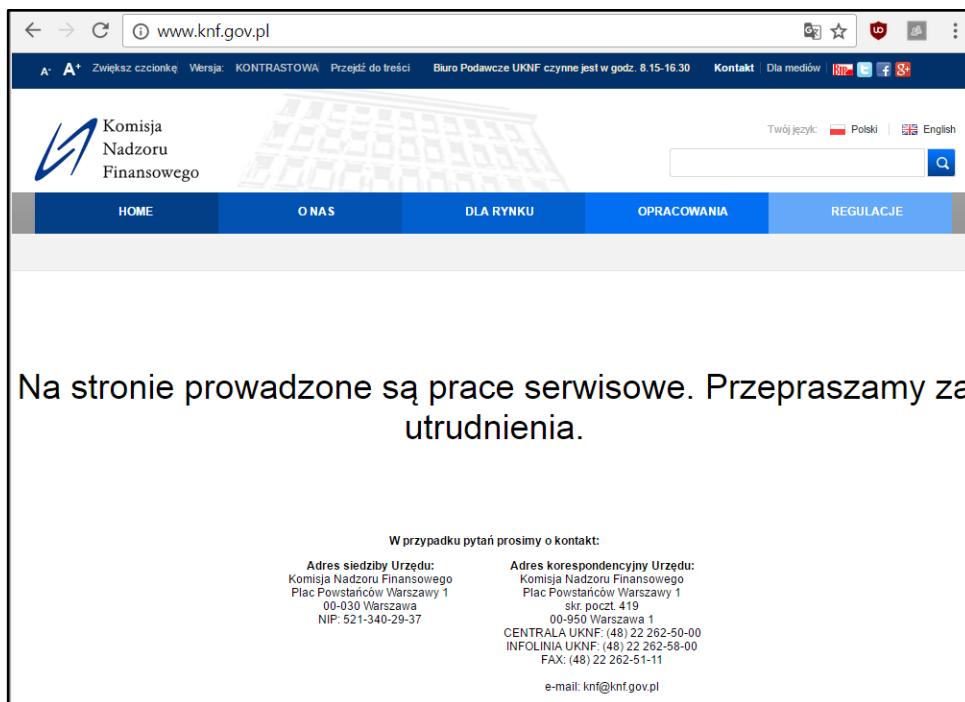 www.knf.gov.pl
A- A+ Zwiększ czcionkę Wersja: KONTRASTOWA Przejdź do treści Biuro Podawcze UKNF czynne jest w godz. 8.15-16.30 Kontakt Dla mediów BIP
Komisja
Nadzoru
Finansowego
Twój język: Polski English
HOME O NAS DLA RYNKU OPRACOWANIA REGULACJE
Na stronie prowadzone są prace serwisowe. Przepraszamy za
utrudnienia.
W przypadku pytań prosimy o kontakt:
Adres siedziby Urzędu:
Komisja Nadzoru Finansowego
Plac Powstańców Warszawy 1
00-030 Warszawa
NIP: 521-340-29-37
Adres korespondencyjny Urzędu:
Komisja Nadzoru Finansowego
Plac Powstańców Warszawy 1
skr. poczt. 419
00-950 Warszawa 1
CENTRALA UKNF: (48) 22 262-50-00
INFOLINIA UKNF: (48) 22 262-58-00
FAX: (48) 22 262-51-11
e-mail: knf@knf.gov.pl